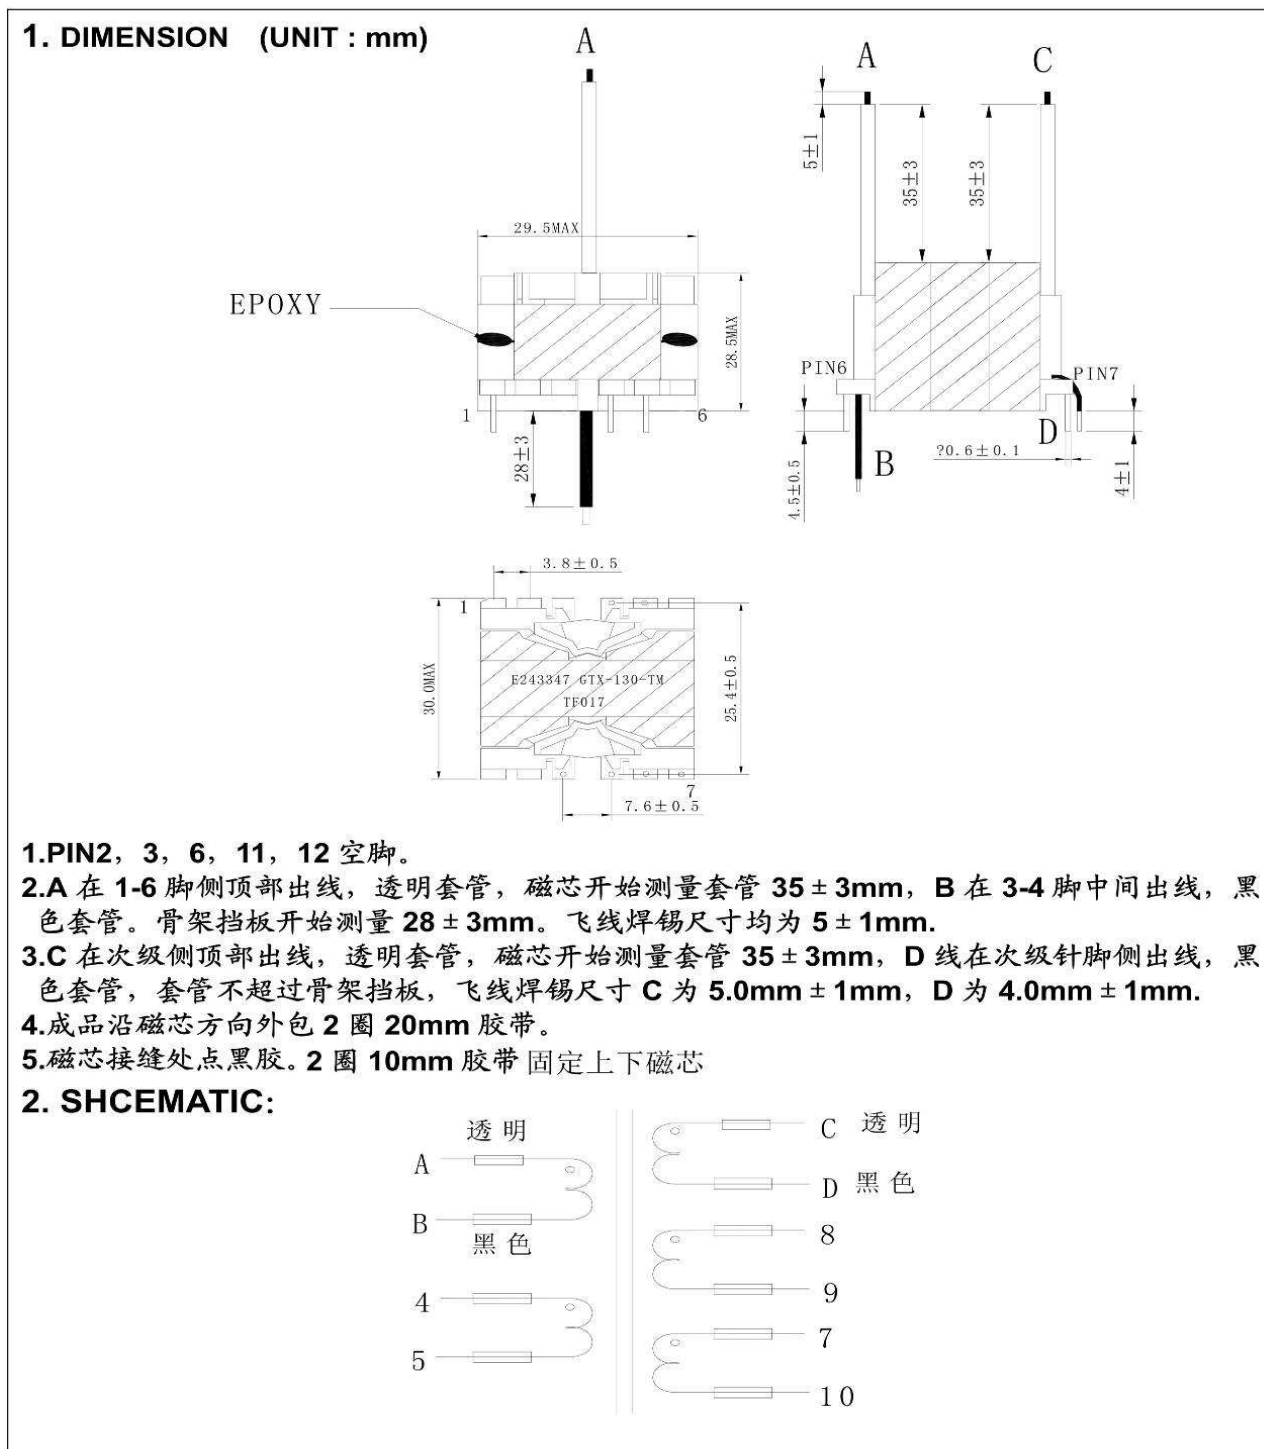 1. DIMENSION (UNIT : mm)
A
29.5MAX
EPOXY
28.5MAX
1
6
28±3
A
C
5±1
35±3
35±3
PIN6
PIN7
D
B
?0.6±0.1
4.5±0.5
4±1
3.8±0.5
1
30.0MAX
E243347 GTX-130-TM
TF017
25.4±0.5
7
7.6±0.5
1.PIN2，3，6，11，12 空脚。
2.A 在 1-6 脚侧顶部出线，透明套管，磁芯开始测量套管 35 ± 3mm，B 在 3-4 脚中间出线，黑
色套管。骨架挡板开始测量 28 ± 3mm。飞线焊锡尺寸均为 5 ± 1mm.
3.C 在次级侧顶部出线，透明套管，磁芯开始测量套管 35 ± 3mm，D 线在次级针脚侧出线，黑
色套管，套管不超过骨架挡板，飞线焊锡尺寸 C 为 5.0mm ± 1mm，D 为 4.0mm ± 1mm.
4.成品沿磁芯方向外包 2 圈 20mm 胶带。
5.磁芯接缝处点黑胶。2 圈 10mm 胶带 固定上下磁芯
2. SHCEMATIC:
透 明
A
B
黑 色
4
5
C 透 明
D 黑 色
8
9
7
10